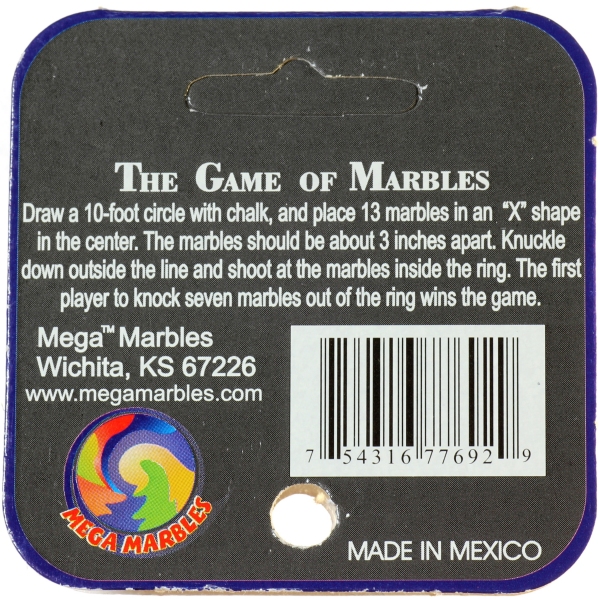 THE GAME OF MARBLES
Draw a 10-foot circle with chalk, and place 13 marbles in an "X" shape
in the center. The marbles should be about 3 inches apart. Knuckle
down outside the line and shoot at the marbles inside the ring. The first
player to knock seven marbles out of the ring wins the game.
Mega™ Marbles
Wichita, KS 67226
www.megamarbles.com
7 54316 77692 9
MEGA MARBLES
MADE IN MEXICO